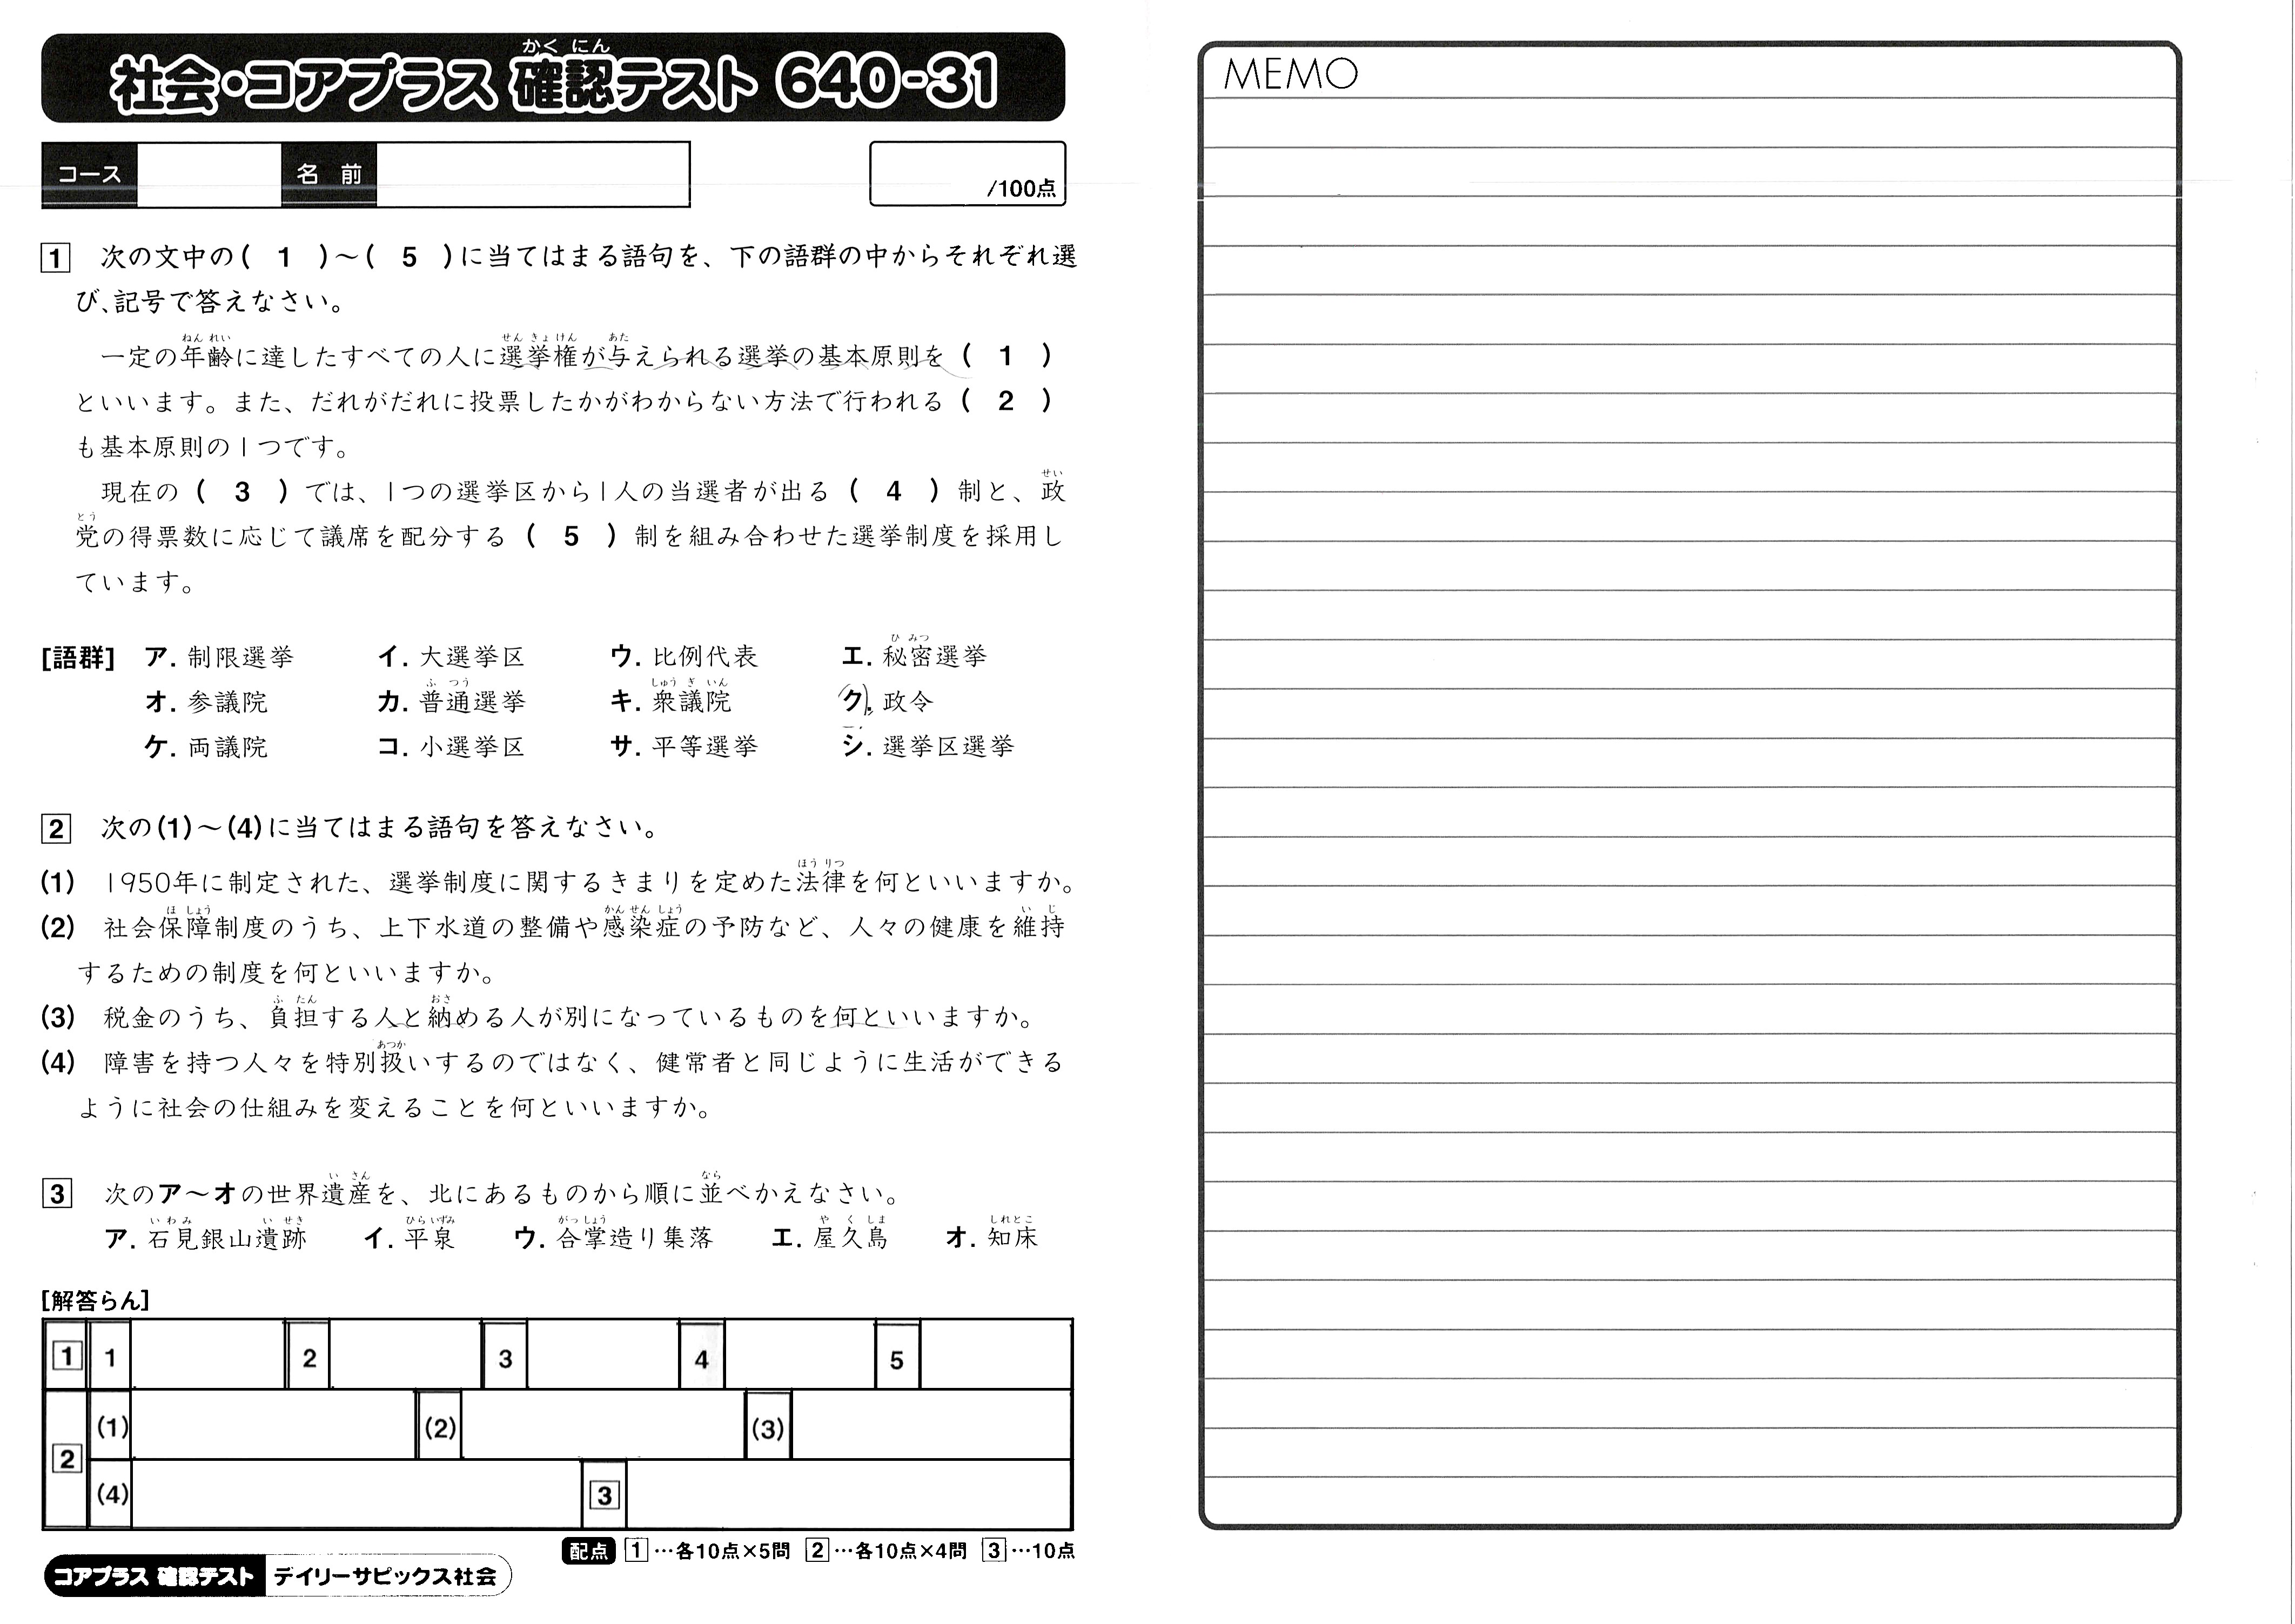 社会・コアプラス 確認テスト 640-31
コース 名前 /100点
1 次の文中の( 1 )～( 5 )に当てはまる語句を、下の語群の中からそれぞれ選
び、記号で答えなさい。
一定の年齢に達したすべての人に選挙権が与えられる選挙の基本原則を( 1 )
といいます。また、だれがだれに投票したかがわからない方法で行われる( 2 )
も基本原則の1つです。
現在の( 3 )では、1つの選挙区から1人の当選者が出る( 4 )制と、政
党の得票数に応じて議席を配分する( 5 )制を組み合わせた選挙制度を採用し
ています。
[語群] ア.制限選挙 イ.大選挙区 ウ.比例代表 エ.秘密選挙
オ.参議院 カ.普通選挙 キ.衆議院 ク.政令
ケ.両議院 コ.小選挙区 サ.平等選挙 シ.選挙区選挙
2 次の(1)～(4)に当てはまる語句を答えなさい。
(1) 1950年に制定された、選挙制度に関するきまりを定めた法律を何といいますか。
(2) 社会保障制度のうち、上下水道の整備や感染症の予防など、人々の健康を維持
するための制度を何といいますか。
(3) 税金のうち、負担する人と納める人が別になっているものを何といいますか。
(4) 障害を持つ人々を特別扱いするのではなく、健常者と同じように生活ができる
ように社会の仕組みを変えることを何といいますか。
3 次のア～オの世界遺産を、北にあるものから順に並べかえなさい。
ア.石見銀山遺跡 イ.平泉 ウ.合掌造り集落 エ.屋久島 オ.知床
[解答らん]
1 1 2 3 4 5
2 (1) (2) (3)
(4) 3
配点 1…各10点×5問 2…各10点×4問 3…10点
コアプラス 確認テスト デイリーサピックス社会
MEMO